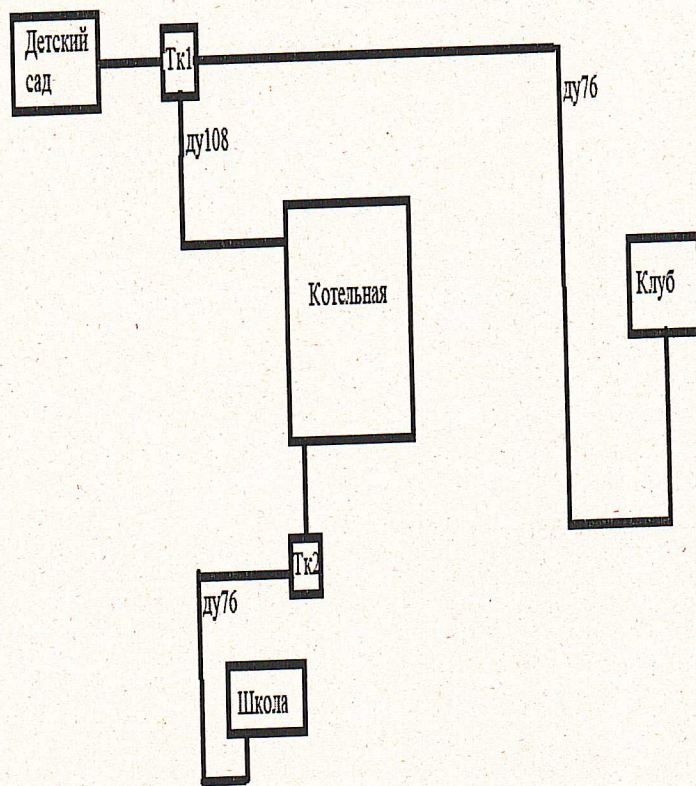 Детский
сад
Тк1
ду76
ду108
Котельная
Клуб
Тк2
ду76
Школа